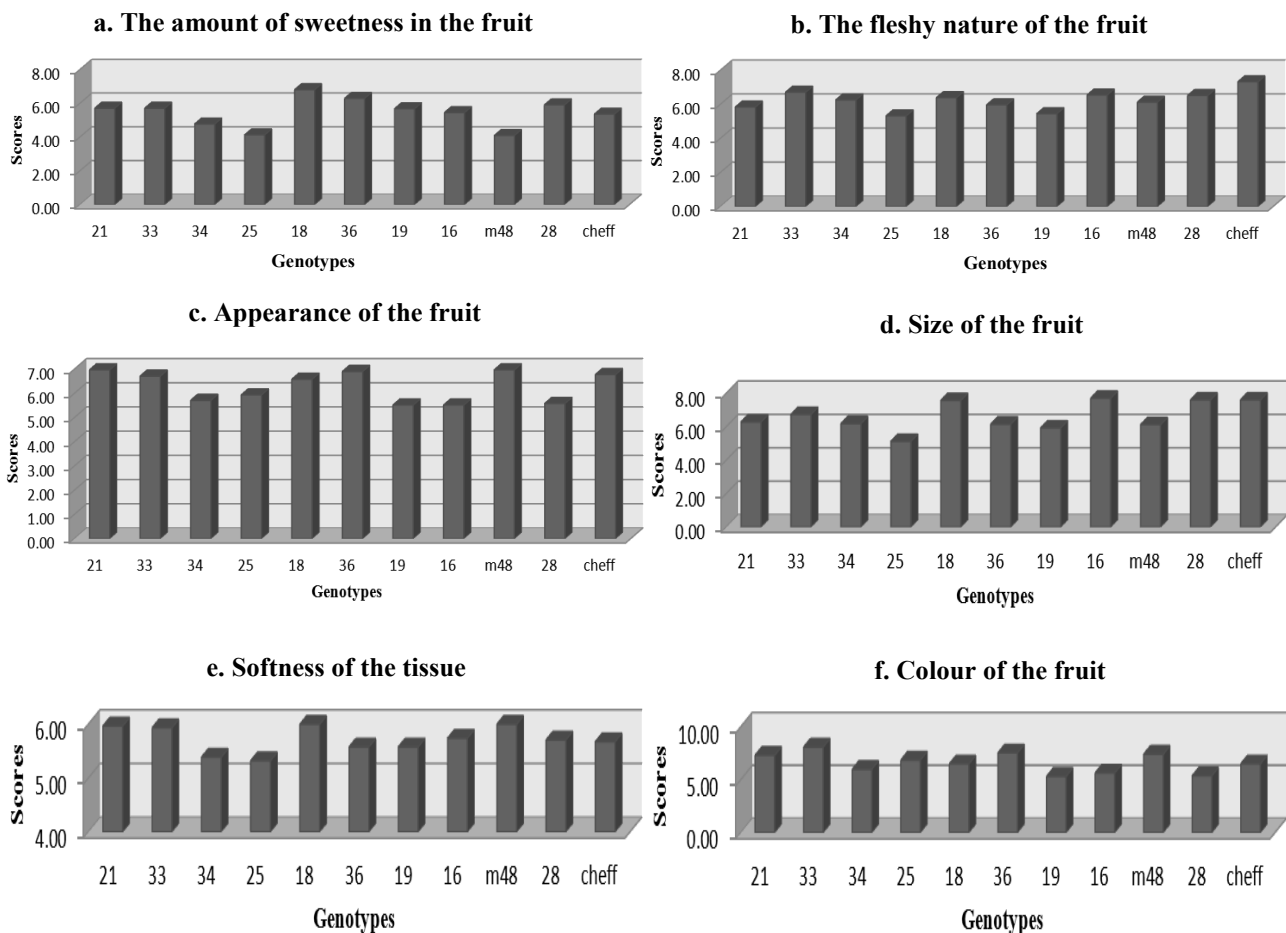 a. The amount of sweetness in the fruit
8.00
6.00
4.00
2.00
0.00
Scores
21 33 34 25 18 36 19 16 m48 28 cheff
Genotypes
b. The fleshy nature of the fruit
8.00
6.00
4.00
2.00
0.00
Scores
21 33 34 25 18 36 19 16 m48 28 cheff
Genotypes
c. Appearance of the fruit
7.00
6.00
5.00
4.00
3.00
2.00
1.00
0.00
Scores
21 33 34 25 18 36 19 16 m48 28 cheff
Genotypes
d. Size of the fruit
8.00
6.00
4.00
2.00
0.00
Scores
21 33 34 25 18 36 19 16 m48 28 cheff
Genotypes
e. Softness of the tissue
6.00
5.00
4.00
Scores
21 33 34 25 18 36 19 16 m48 28 cheff
Genotypes
f. Colour of the fruit
10.00
5.00
0.00
Scores
21 33 34 25 18 36 19 16 m48 28 cheff
Genotypes